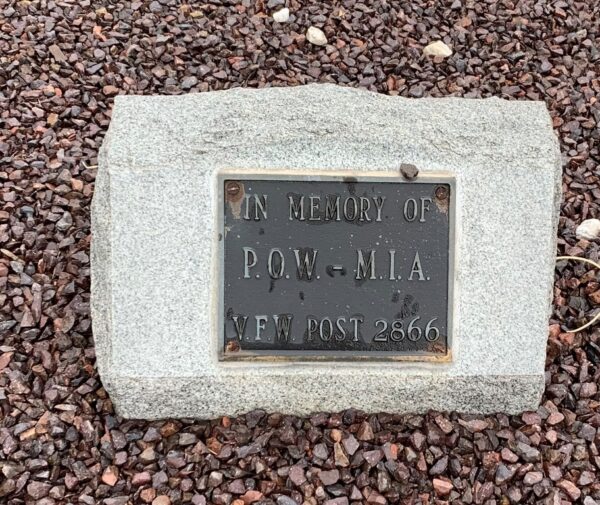 IN MEMORY OF
P.O.W. - M.I.A.
V.F.W. POST 2866